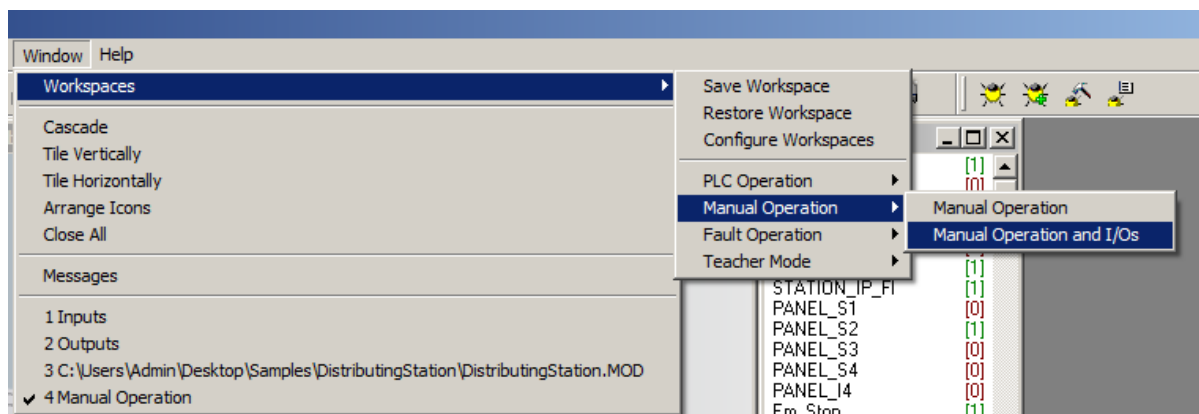 Window Help
Workspaces
Cascade
Tile Vertically
Tile Horizontally
Arrange Icons
Close All
Messages
1 Inputs
2 Outputs
3 C:\Users\Admin\Desktop\Samples\DistributingStation\DistributingStation.MOD
4 Manual Operation
Save Workspace
Restore Workspace
Configure Workspaces
PLC Operation
Manual Operation
Fault Operation
Teacher Mode
Manual Operation
Manual Operation and I/Os
[1]
[0]
[1]
STATION_IP_FI [1]
PANEL_S1 [0]
PANEL_S2 [1]
PANEL_S3 [0]
PANEL_S4 [0]
PANEL_I4 [0]
Em_Stop [1]